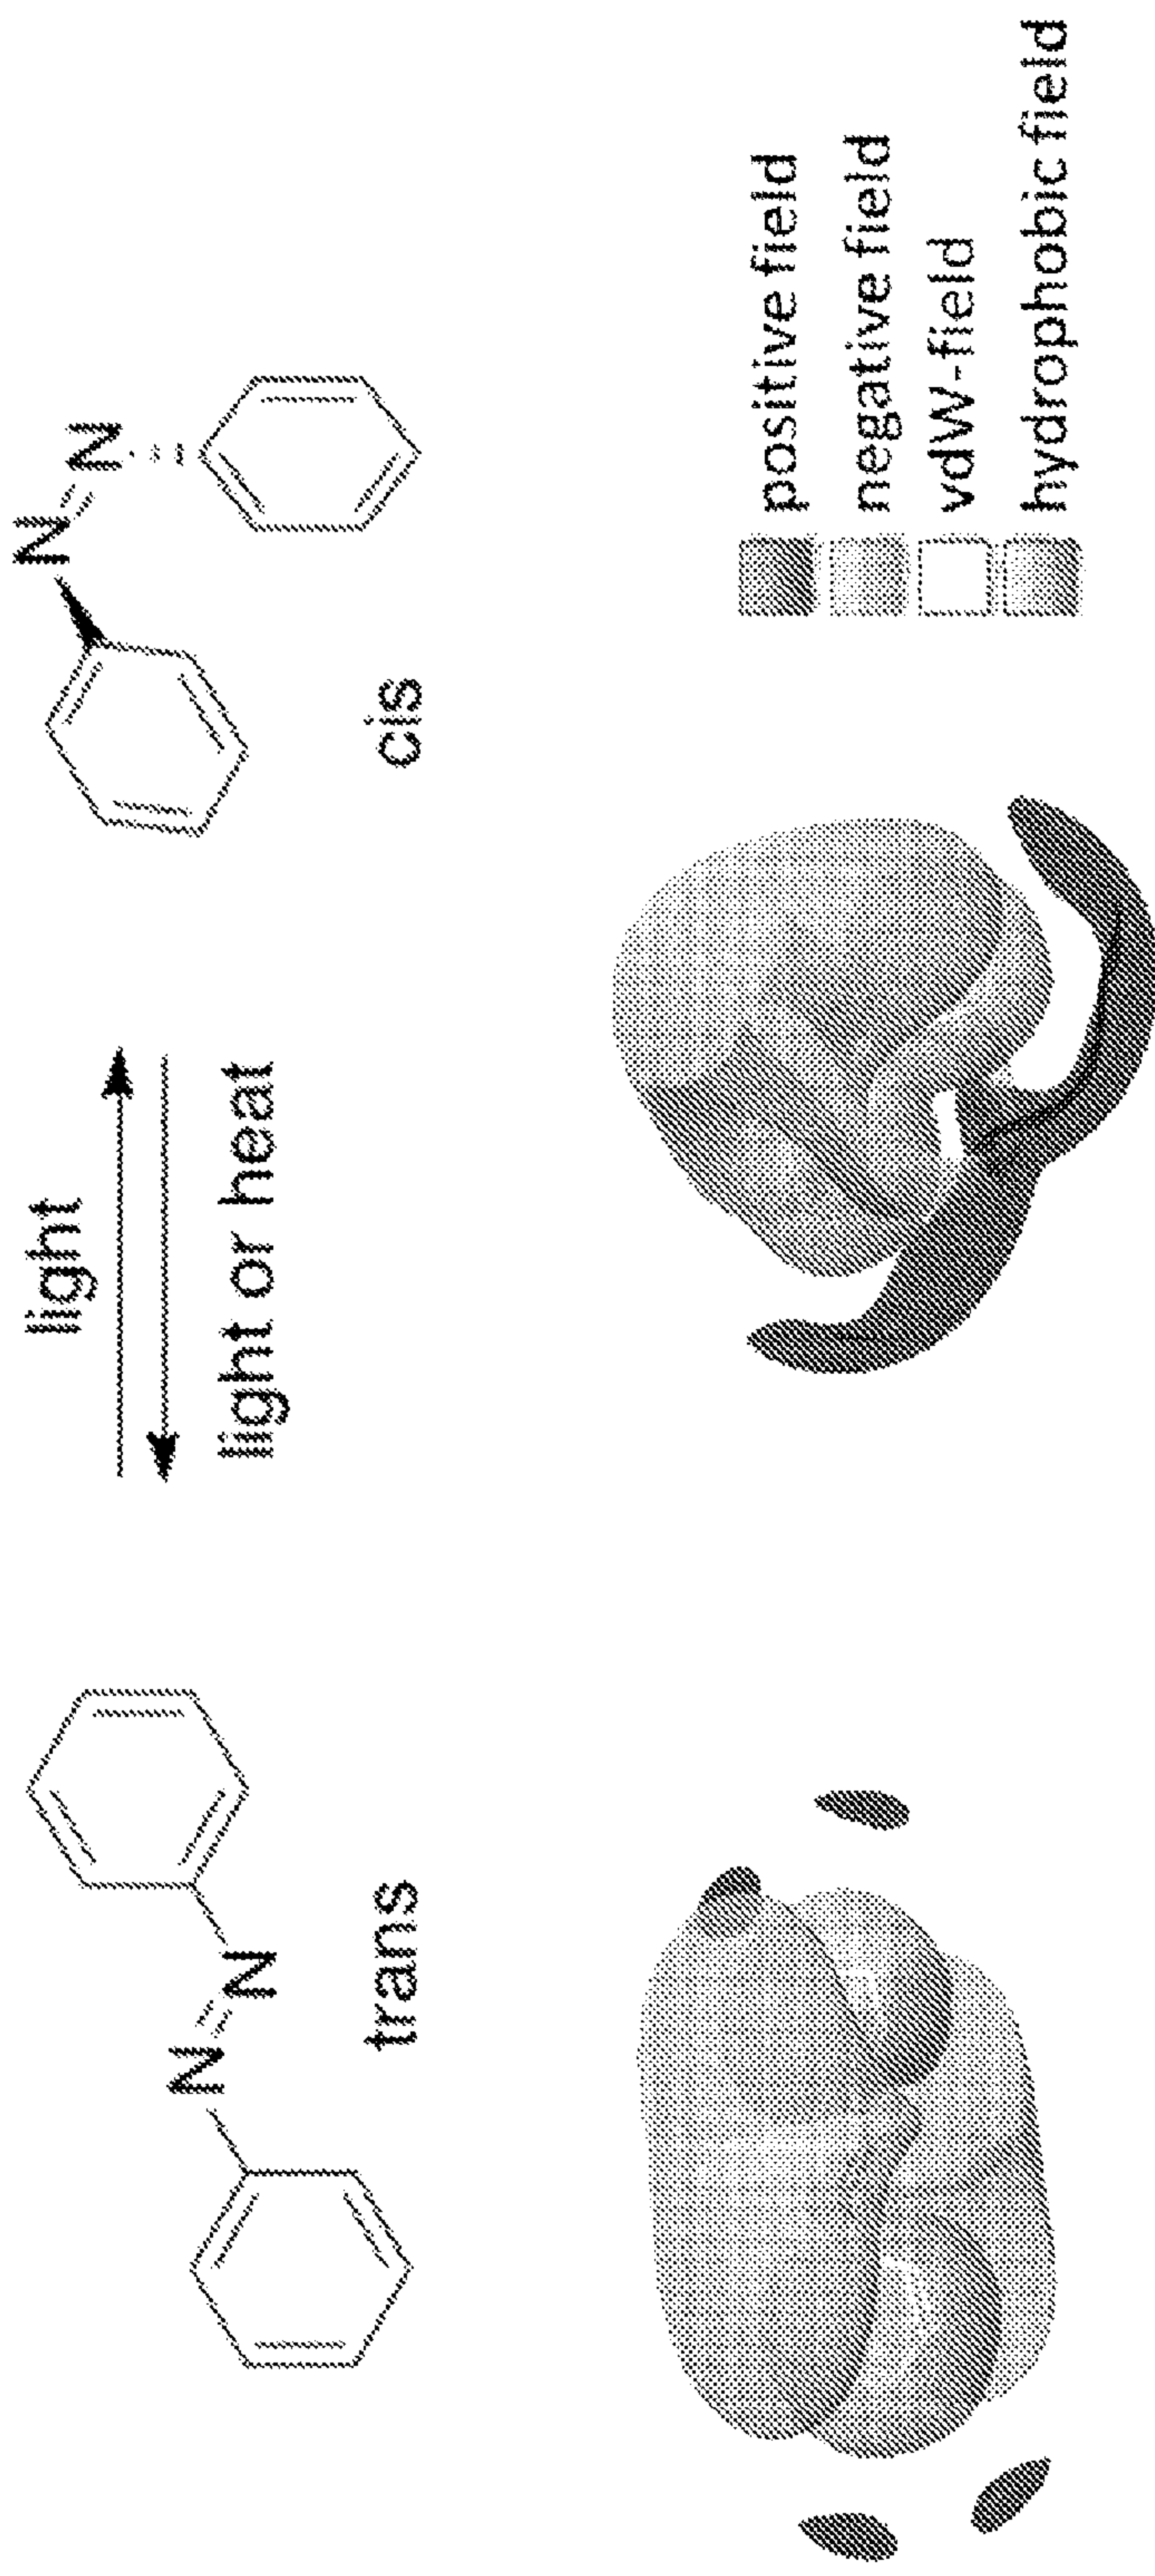 light
light or heat
N
N
trans
N
N
cis
positive field
negative field
vdW-field
hydrophobic field